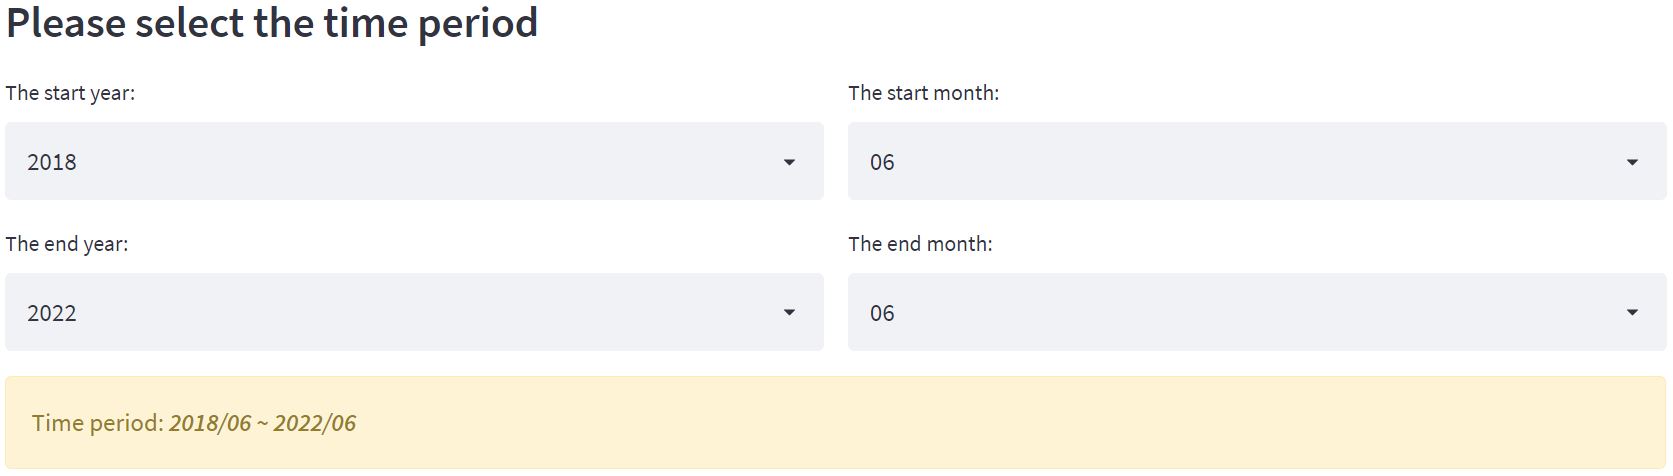 Please select the time period
The start year:
The start month:
2018
06
The end year:
The end month:
2022
06
Time period: 2018/06 ~ 2022/06